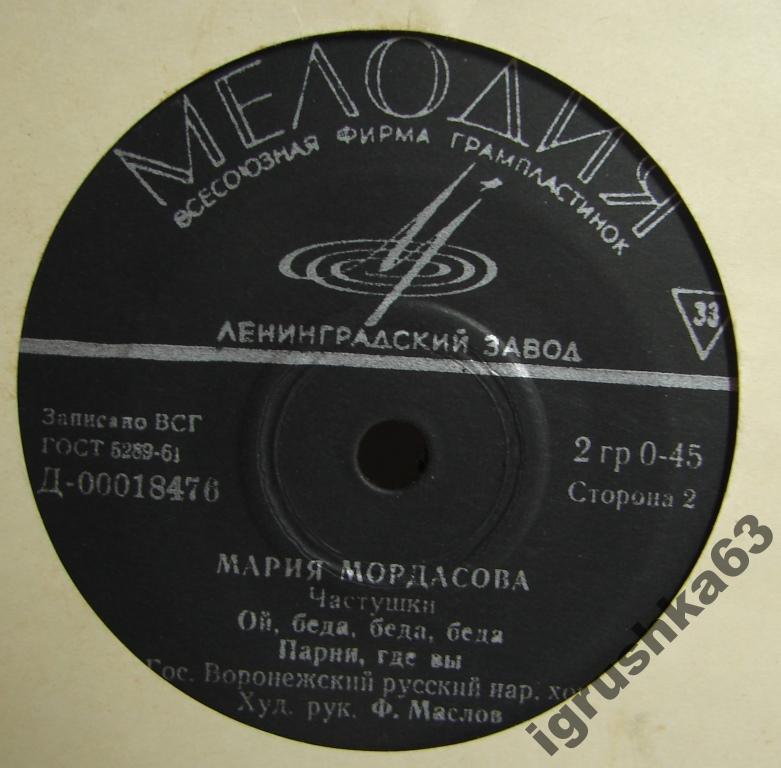 МЕЛОДИЯ
ВСЕСОЮЗНАЯ ФИРМА ГРАМПЛАСТИНОК
33
ЛЕНИНГРАДСКИЙ ЗАВОД
Записано ВСГ
ГОСТ 5289-61
Д-00018476
2 гр 0-45
Сторона 2
МАРИЯ МОРДАСОВА
Частушки
Ой, беда, беда, беда
Парни, где вы
Гос. Воронежский русский нар.
Худ. рук. Ф. Маслов
igrushka63